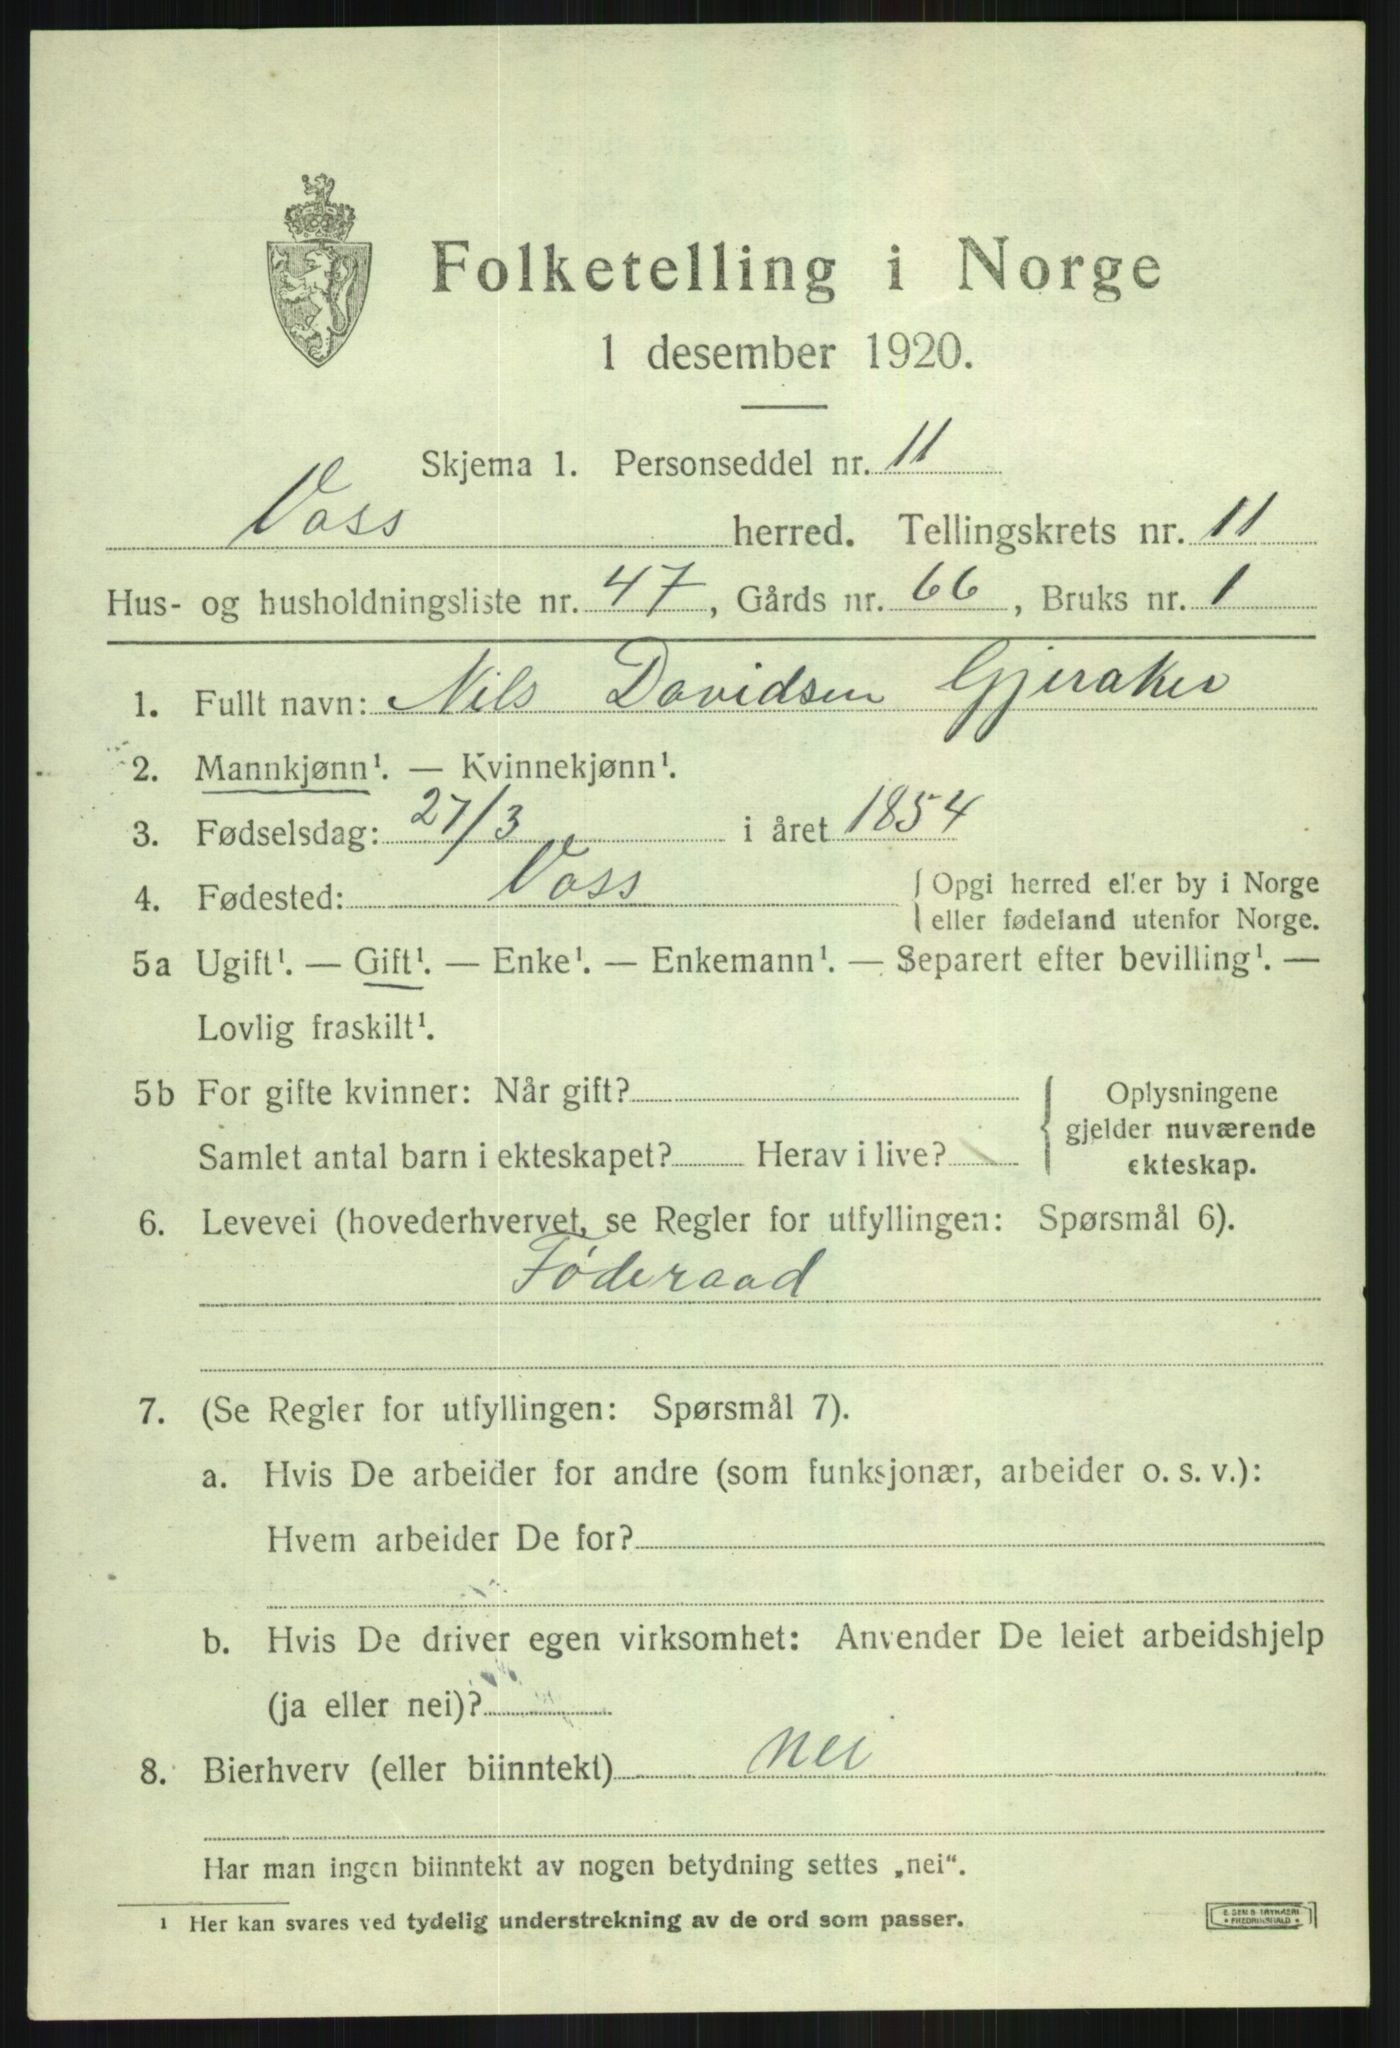 Folketelling i Norge
1 desember 1920.
Skjema 1. Personseddel nr. 11
Voss herred. Tellingskrets nr. 11
Hus- og husholdningsliste nr. 47, Gårds nr. 66, Bruks nr. 1
1. Fullt navn: Nils Davidsen Gjeraker
2. Mannkjønn¹. — Kvinnekjønn¹.
3. Fødselsdag: 27/3 i året 1854
4. Fødested: Voss { Opgi herred eller by i Norge
eller fødeland utenfor Norge.
5a Ugift¹. — Gift¹. — Enke¹. — Enkemann¹. — Separert efter bevilling¹. —
Lovlig fraskilt¹.
5b For gifte kvinner: Når gift? { Oplysningene
gjelder nuværende
Samlet antal barn i ekteskapet? Herav i live? ekteskap.
6. Levevei (hovederhvervet, se Regler for utfyllingen: Spørsmål 6).
Føderaad
7. (Se Regler for utfyllingen: Spørsmål 7).
a. Hvis De arbeider for andre (som funksjonær, arbeider o. s. v.):
Hvem arbeider De for?
b. Hvis De driver egen virksomhet: Anvender De leiet arbeidshjelp
(ja eller nei)?
8. Bierhverv (eller biinntekt) nei
Har man ingen biinntekt av nogen betydning settes „nei“.
¹ Her kan svares ved tydelig understrekning av de ord som passer.